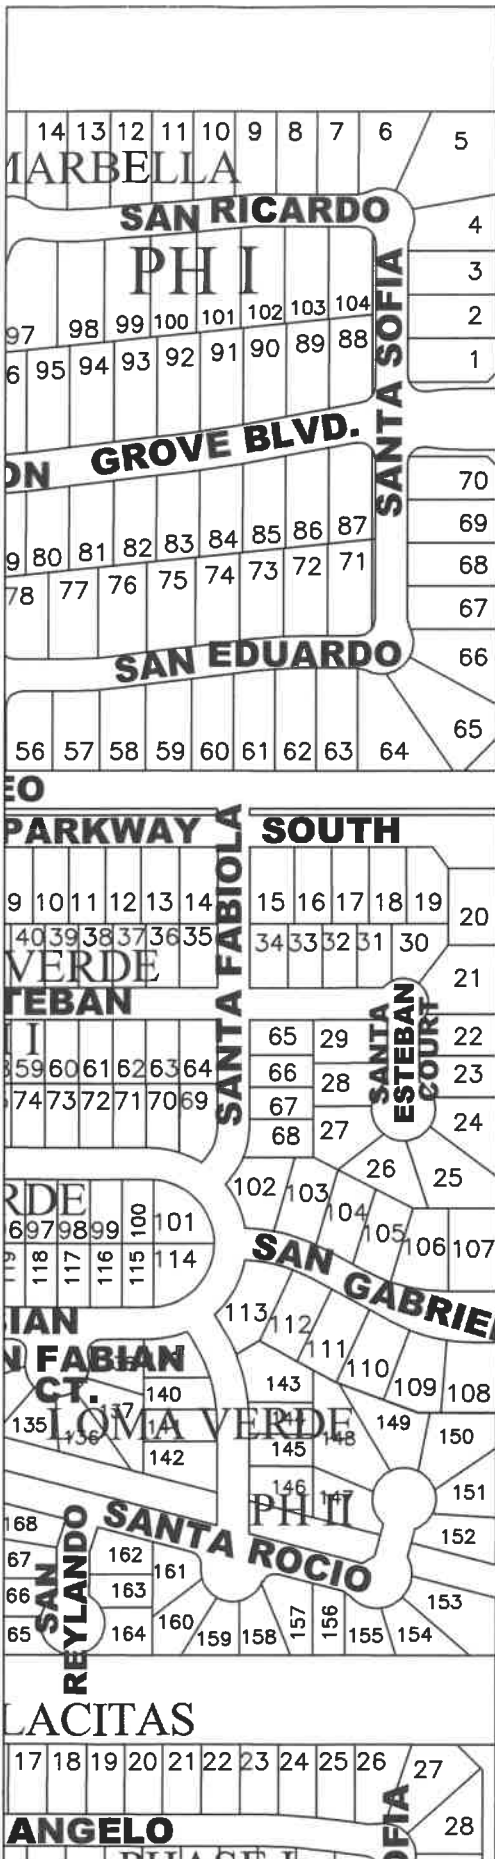 14 13 12 11 10 9 8 7 6 5
MARBELLA
SAN RICARDO
4
PH I
3
SANTA SOFIA
97 98 99 100 101 102 103 104 2
6 95 94 93 92 91 90 89 88 1
GROVE BLVD.
ON
70
9 80 81 82 83 84 85 86 87 69
78 77 76 75 74 73 72 71 68
67
SAN EDUARDO
66
65
56 57 58 59 60 61 62 63 64
EO
PARKWAY SOUTH
SANTA FABIOLA
9 10 11 12 13 14 15 16 17 18 19 20
40 39 38 37 36 35 34 33 32 31 30
VERDE
21
TEBAN
SANTA ESTEBAN COURT
I
65 29 22
59 60 61 62 63 64 66 28 23
74 73 72 71 70 69 67
68 27 24
26 25
RDE
102 103 104 105 106 107
6 97 98 99 100 101
119 118 117 116 115 114
SAN GABRIEL
IAN
113 112 111 110 109 108
N FABIAN
CT.
140 143
135 136 137 141 144 148 149 150
LOMA VERDE
142 145
146 147 151
PH II
168 SANTA ROCIO 152
SAN REYLANDO
67 162 161
66 163 153
65 164 160 159 158 157 156 155 154
LACITAS
17 18 19 20 21 22 23 24 25 26 27
ANGELO
28
OFIA
PHASE I